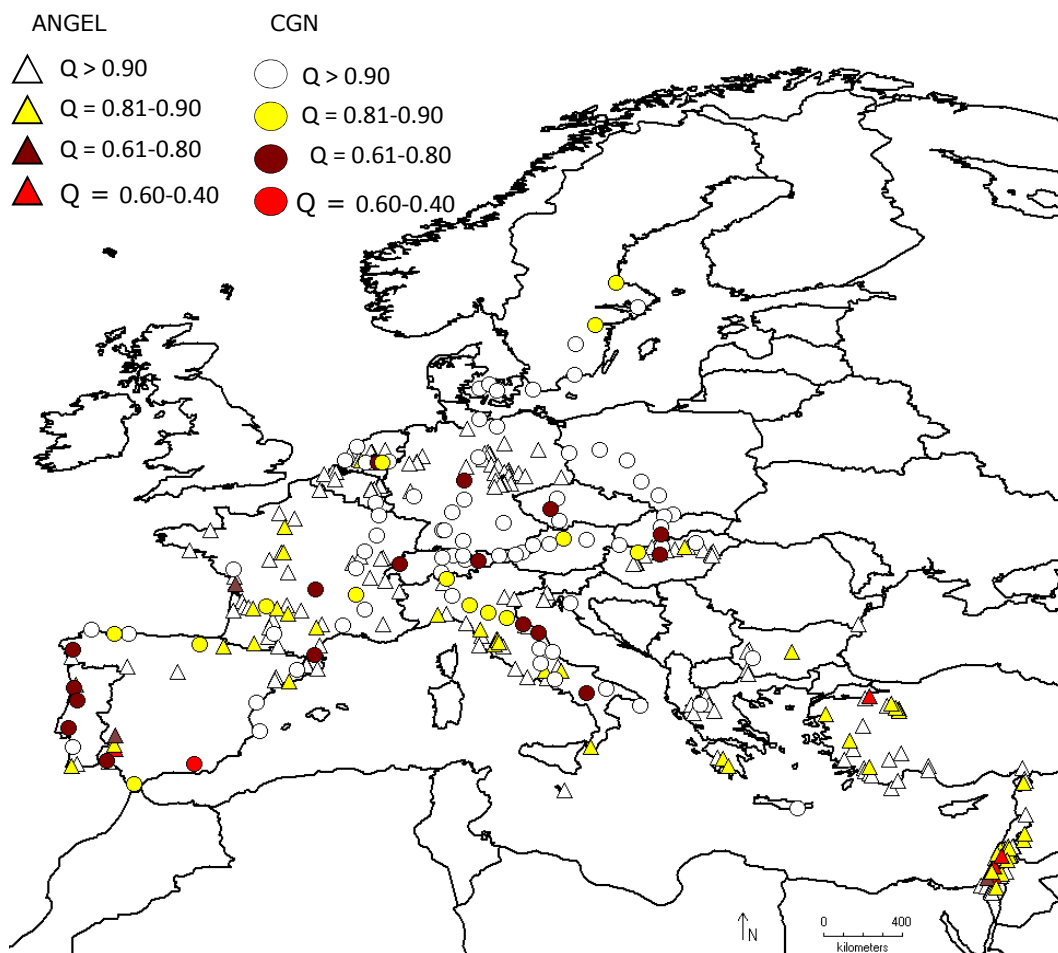 ANGEL
Q > 0.90
Q = 0.81-0.90
Q = 0.61-0.80
Q = 0.60-0.40
CGN
Q > 0.90
Q = 0.81-0.90
Q = 0.61-0.80
Q = 0.60-0.40
N
0 400
kilometers